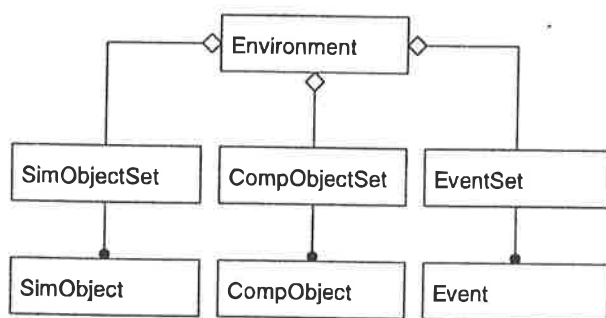 Environment
SimObjectSet
CompObjectSet
EventSet
SimObject
CompObject
Event